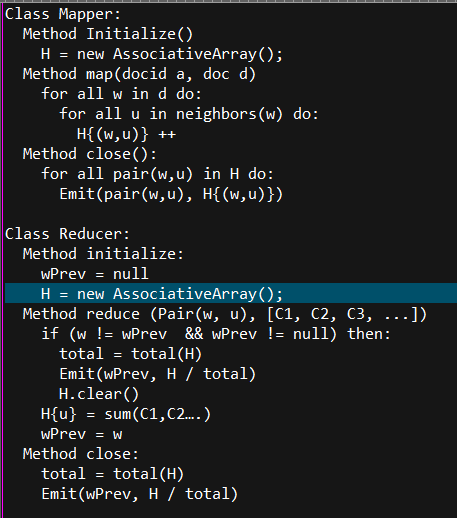 Class Mapper:
  Method Initialize()
    H = new AssociativeArray();
  Method map(docid a, doc d)
    for all w in d do:
      for all u in neighbors(w) do:
        H{(w,u)} ++
  Method close():
    for all pair(w,u) in H do:
      Emit(pair(w,u), H{(w,u)})

Class Reducer:
  Method initialize:
    wPrev = null
    H = new AssociativeArray();
  Method reduce (Pair(w, u), [C1, C2, C3, ...])
    if (w != wPrev  && wPrev != null) then:
      total = total(H)
      Emit(wPrev, H / total)
      H.clear()
    H{u} = sum(C1,C2….)
    wPrev = w
  Method close:
    total = total(H)
    Emit(wPrev, H / total)